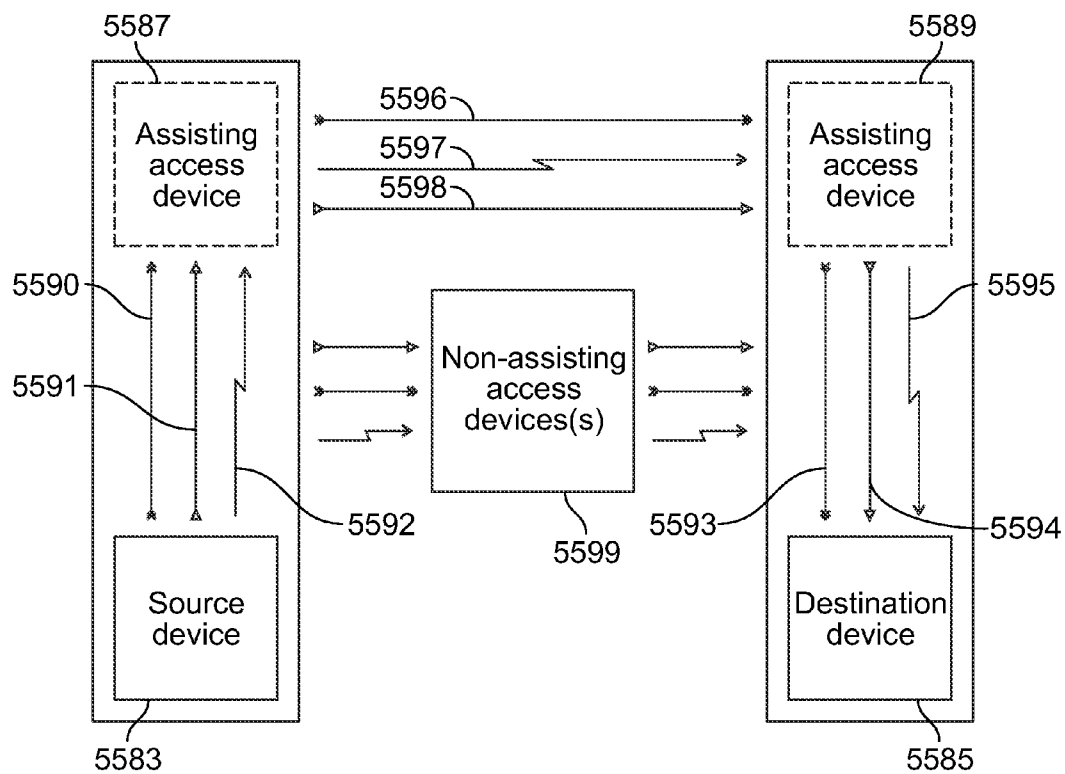 5587
5589
Assisting
access
device
5596
5597
5598
Assisting
access
device
5590
5591
5592
Non-assisting
access
devices(s)
5599
5595
5593
5594
Source
device
Destination
device
5583
5585